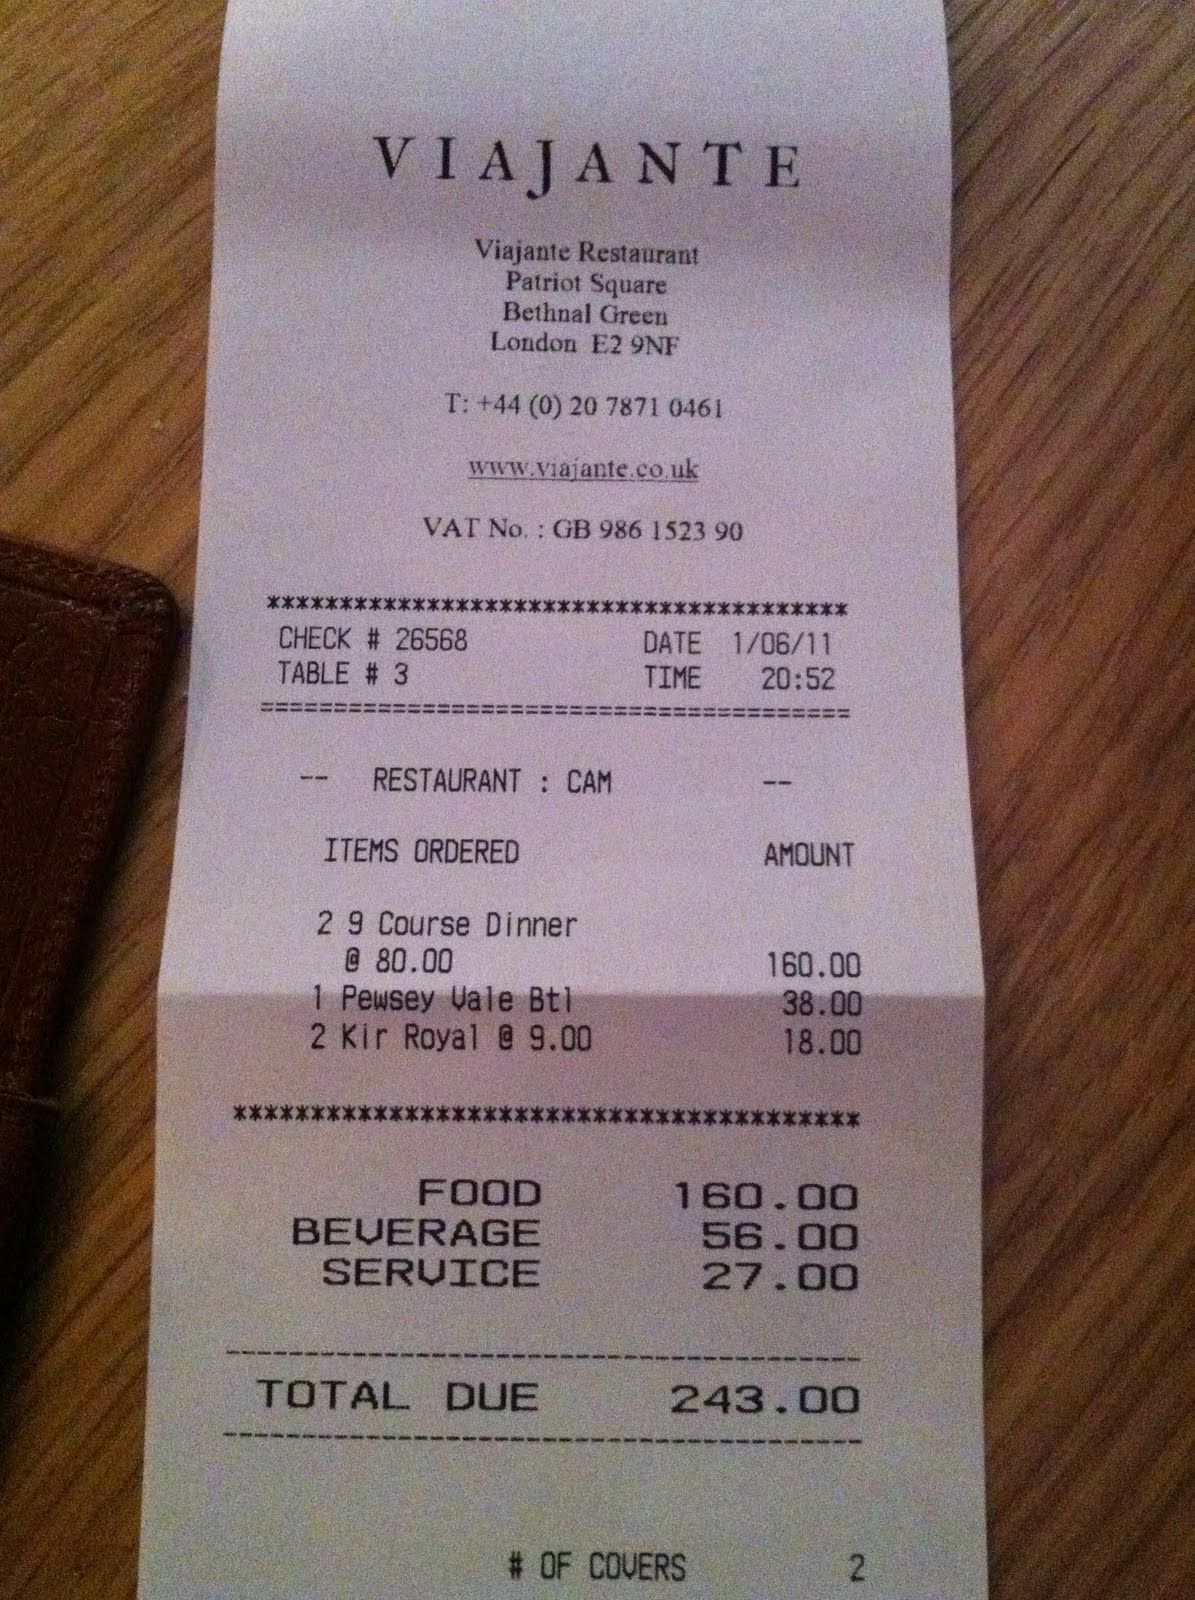 VIAJANTE
Viajante Restaurant
Patriot Square
Bethnal Green
London E2 9NF
T: +44 (0) 20 7871 0461
www.viajante.co.uk
VAT No. : GB 986 1523 90
****************************************
CHECK # 26568 DATE 1/06/11
TABLE # 3 TIME 20:52
========================================
-- RESTAURANT : CAM --
ITEMS ORDERED AMOUNT
2 9 Course Dinner
@ 80.00 160.00
1 Pewsey Vale Btl 38.00
2 Kir Royal @ 9.00 18.00
****************************************
FOOD 160.00
BEVERAGE 56.00
SERVICE 27.00
----------------------------------------
TOTAL DUE 243.00
----------------------------------------
# OF COVERS 2